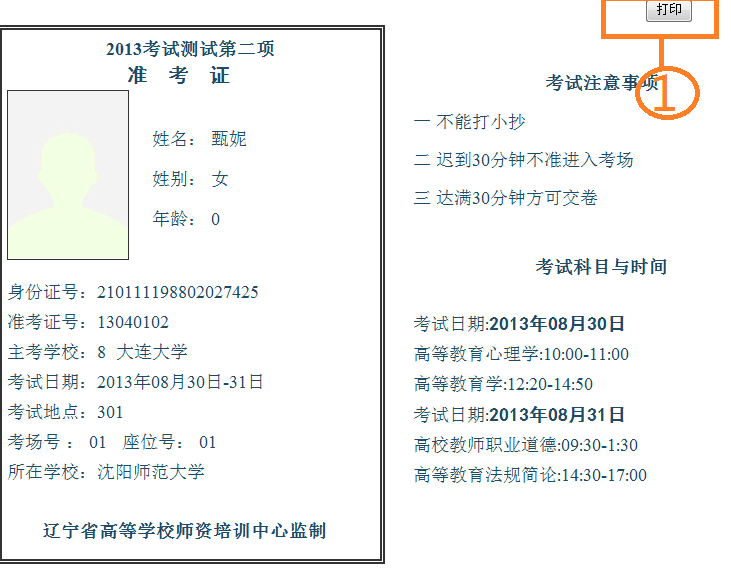 打印
1
2013考试测试第二项
准 考 证
姓名： 甄妮
姓别： 女
年龄： 0
身份证号：210111198802027425
准考证号：13040102
主考学校：8 大连大学
考试日期：2013年08月30日-31日
考试地点：301
考场号 ： 01 座位号： 01
所在学校：沈阳师范大学
辽宁省高等学校师资培训中心监制
考试注意事项
一 不能打小抄
二 迟到30分钟不准进入考场
三 达满30分钟方可交卷
考试科目与时间
考试日期:2013年08月30日
高等教育心理学:10:00-11:00
高等教育学:12:20-14:50
考试日期:2013年08月31日
高校教师职业道德:09:30-1:30
高等教育法规简论:14:30-17:00